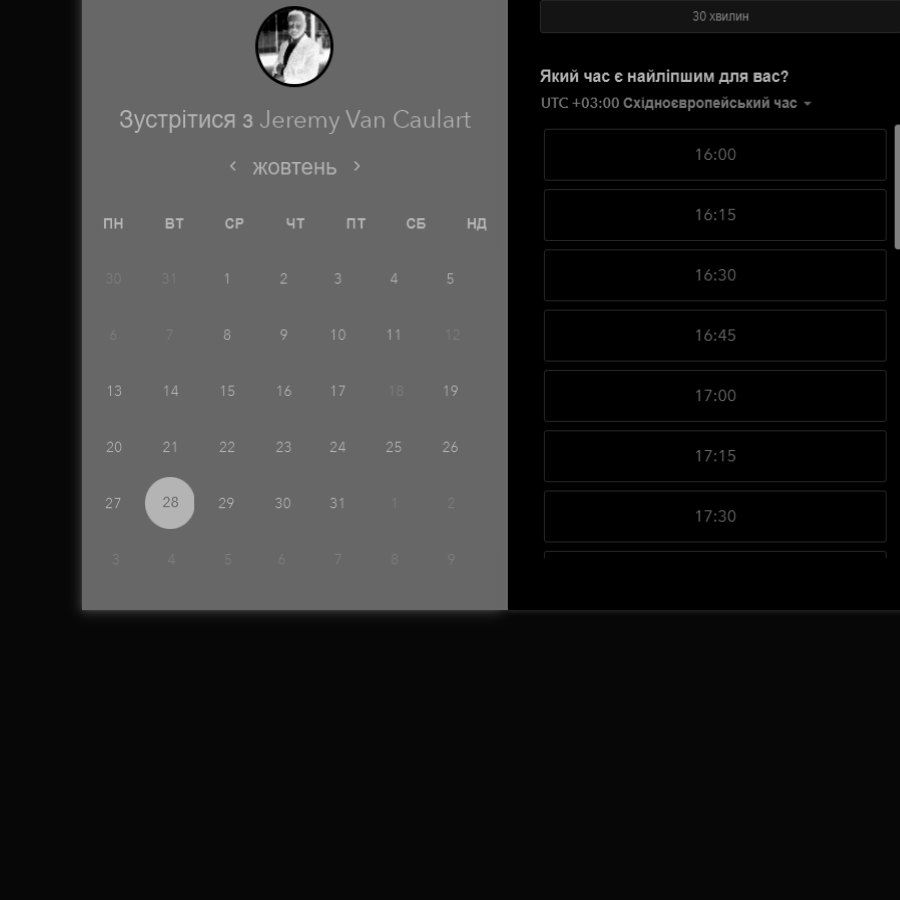 Зустрітися з Jeremy Van Caulart
жовтень
ПН ВТ СР ЧТ ПТ СБ НД
30 31 1 2 3 4 5
6 7 8 9 10 11 12
13 14 15 16 17 18 19
20 21 22 23 24 25 26
27 28 29 30 31 1 2
3 4 5 6 7 8 9
30 хвилин
Який час є найліпшим для вас?
UTC +03:00 Східноєвропейський час
16:00
16:15
16:30
16:45
17:00
17:15
17:30